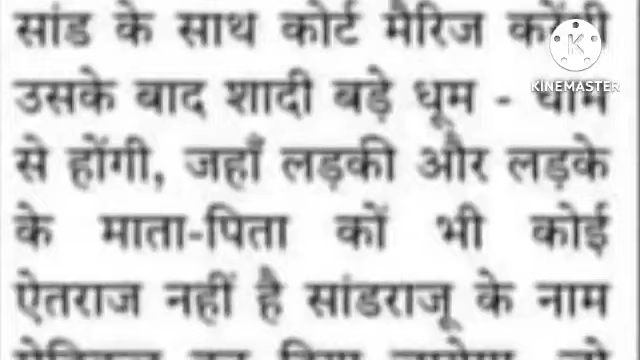 सांड के साथ कोर्ट मैरिज
KINEMASTER
उसके बाद शादी बड़े धूम - धाम
से होंगी, जहाँ लड़की और लड़के
के माता-पिता कों भी कोई
ऐतराज नहीं है सांडराजू के नाम